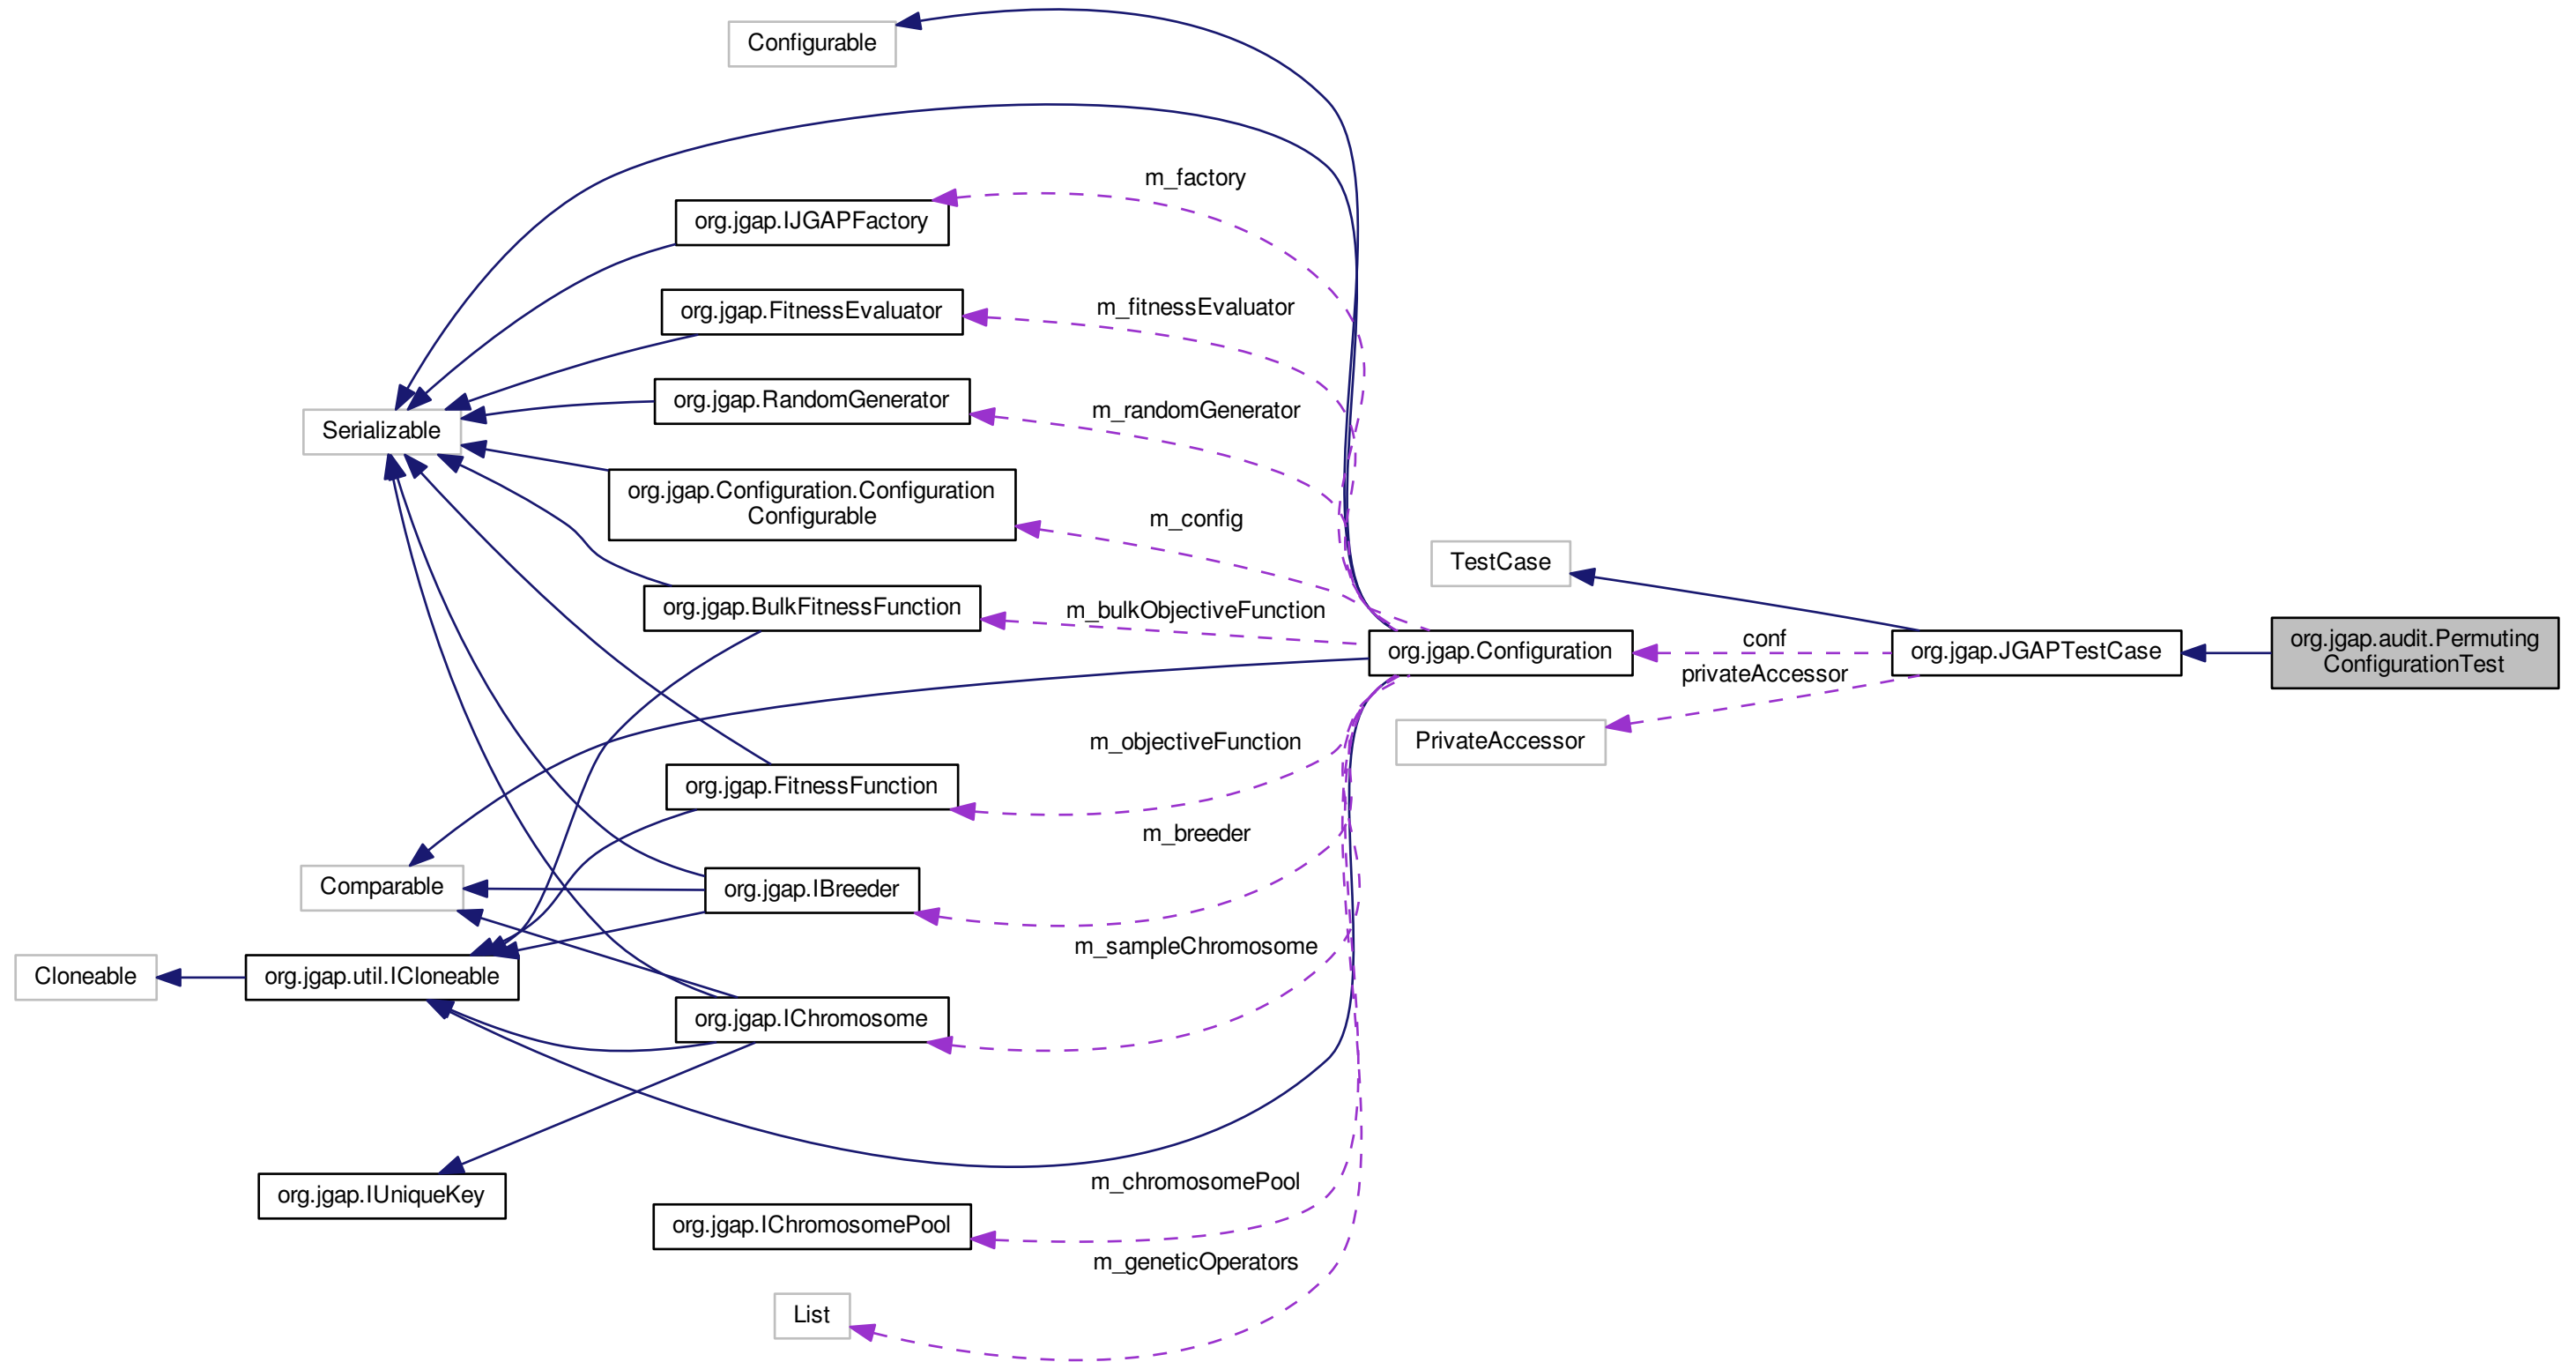 Configurable
m_factory
org.jgap.IJGAPFactory
m_fitnessEvaluator
org.jgap.FitnessEvaluator
m_randomGenerator
org.jgap.RandomGenerator
Serializable
org.jgap.Configuration.Configuration
Configurable
m_config
TestCase
org.jgap.BulkFitnessFunction
m_bulkObjectiveFunction
org.jgap.Configuration
conf
privateAccessor
org.jgap.JGAPTestCase
org.jgap.audit.Permuting
ConfigurationTest
PrivateAccessor
m_objectiveFunction
org.jgap.FitnessFunction
m_breeder
Comparable
org.jgap.IBreeder
m_sampleChromosome
Cloneable
org.jgap.util.ICloneable
org.jgap.IChromosome
m_chromosomePool
org.jgap.IUniqueKey
org.jgap.IChromosomePool
m_geneticOperators
List